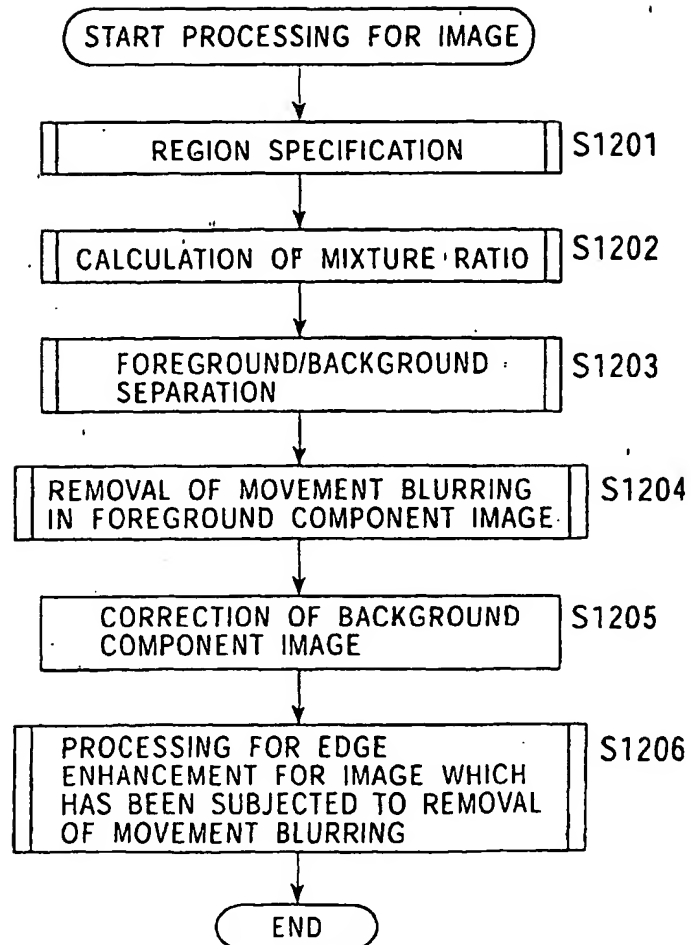 START PROCESSING FOR IMAGE
REGION SPECIFICATION
S1201
CALCULATION OF MIXTURE RATIO
S1202
FOREGROUND/BACKGROUND
SEPARATION
S1203
REMOVAL OF MOVEMENT BLURRING
IN FOREGROUND COMPONENT IMAGE
S1204
CORRECTION OF BACKGROUND
COMPONENT IMAGE
S1205
PROCESSING FOR EDGE
ENHANCEMENT FOR IMAGE WHICH
HAS BEEN SUBJECTED TO REMOVAL
OF MOVEMENT BLURRING
S1206
END